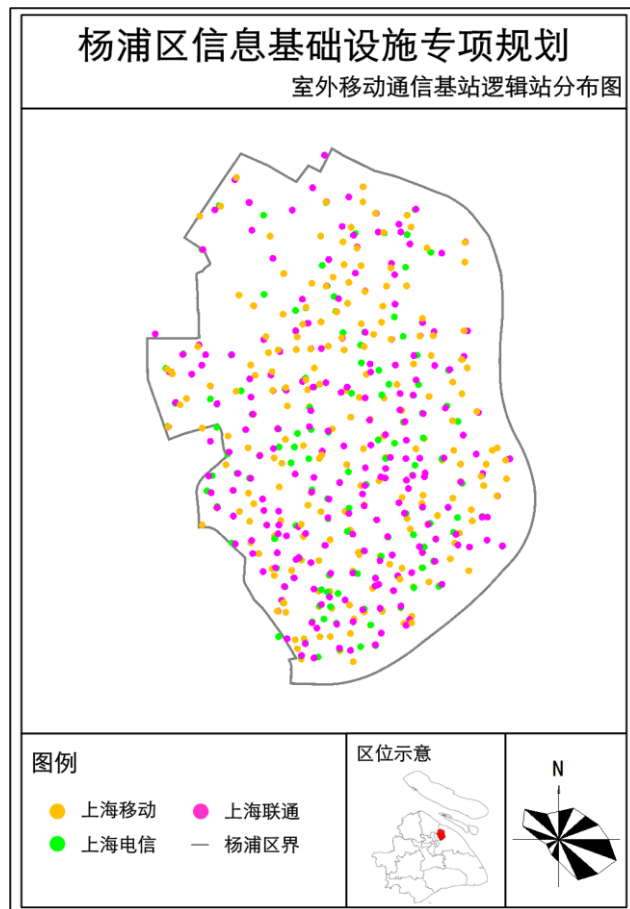 杨浦区信息基础设施专项规划
室外移动通信基站逻辑站分布图
图例
上海移动
上海联通
上海电信
杨浦区界
区位示意
N